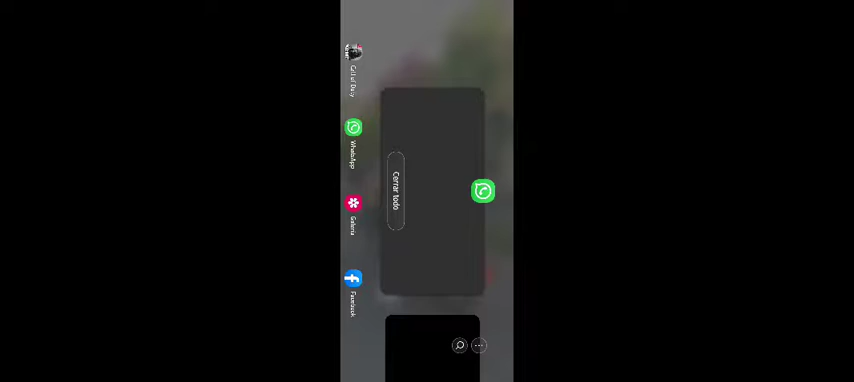 Cerrar todo
Call of Duty
WhatsApp
Galería
Facebook